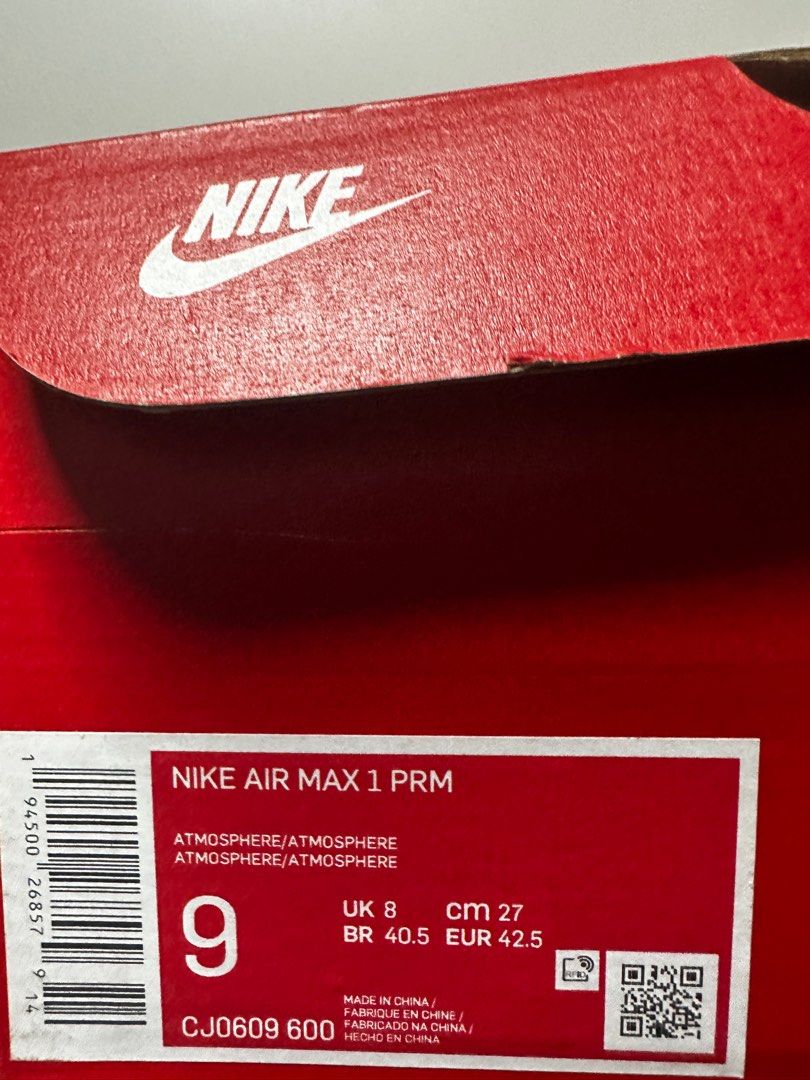 NIKE
NIKE AIR MAX 1 PRM
ATMOSPHERE/ATMOSPHERE
ATMOSPHERE/ATMOSPHERE
9
UK 8 cm 27
BR 40.5 EUR 42.5
RFID
CJ0609 600
MADE IN CHINA /
FABRIQUE EN CHINE /
FABRICADO NA CHINA /
HECHO EN CHINA
1 94500 26857 9 14